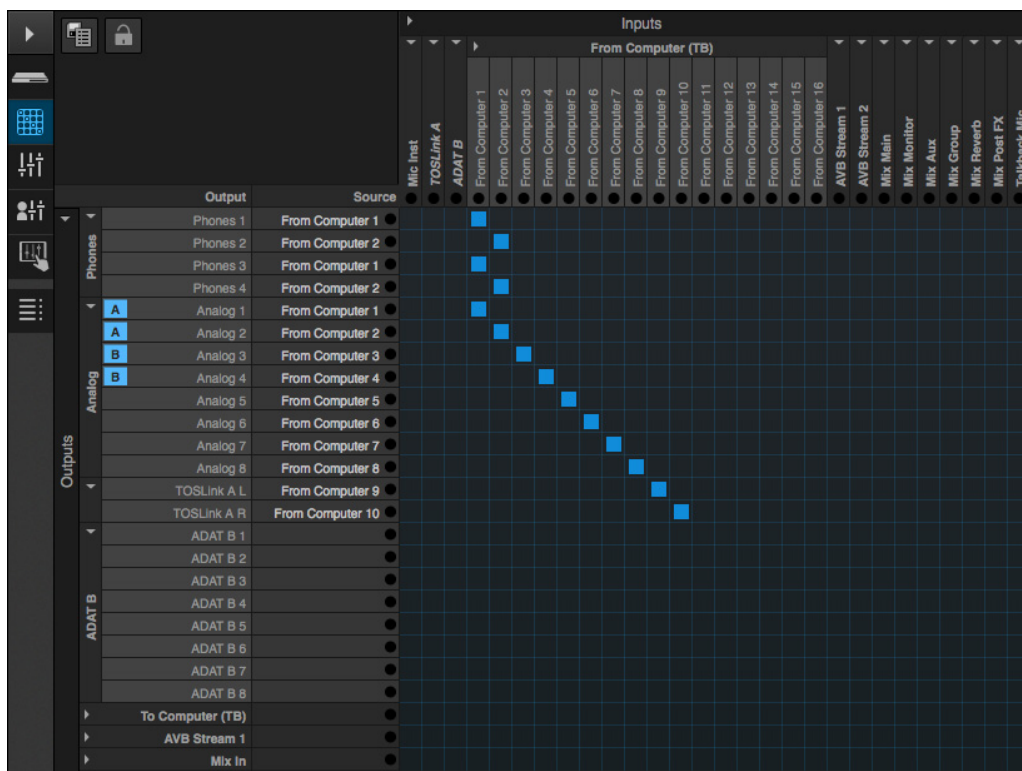 Inputs
From Computer (TB)
Mic Inst
TOSLink A
ADAT B
From Computer 1
From Computer 2
From Computer 3
From Computer 4
From Computer 5
From Computer 6
From Computer 7
From Computer 8
From Computer 9
From Computer 10
From Computer 11
From Computer 12
From Computer 13
From Computer 14
From Computer 15
From Computer 16
AVB Stream 1
AVB Stream 2
Mix Main
Mix Monitor
Mix Aux
Mix Group
Mix Reverb
Mix Post FX
Talkback Mic
Output Source
Outputs
Phones
Phones 1 From Computer 1
Phones 2 From Computer 2
Phones 3 From Computer 1
Phones 4 From Computer 2
Analog
A Analog 1 From Computer 1
A Analog 2 From Computer 2
B Analog 3 From Computer 3
B Analog 4 From Computer 4
Analog 5 From Computer 5
Analog 6 From Computer 6
Analog 7 From Computer 7
Analog 8 From Computer 8
TOSLink A L From Computer 9
TOSLink A R From Computer 10
ADAT B
ADAT B 1
ADAT B 2
ADAT B 3
ADAT B 4
ADAT B 5
ADAT B 6
ADAT B 7
ADAT B 8
To Computer (TB)
AVB Stream 1
Mix In